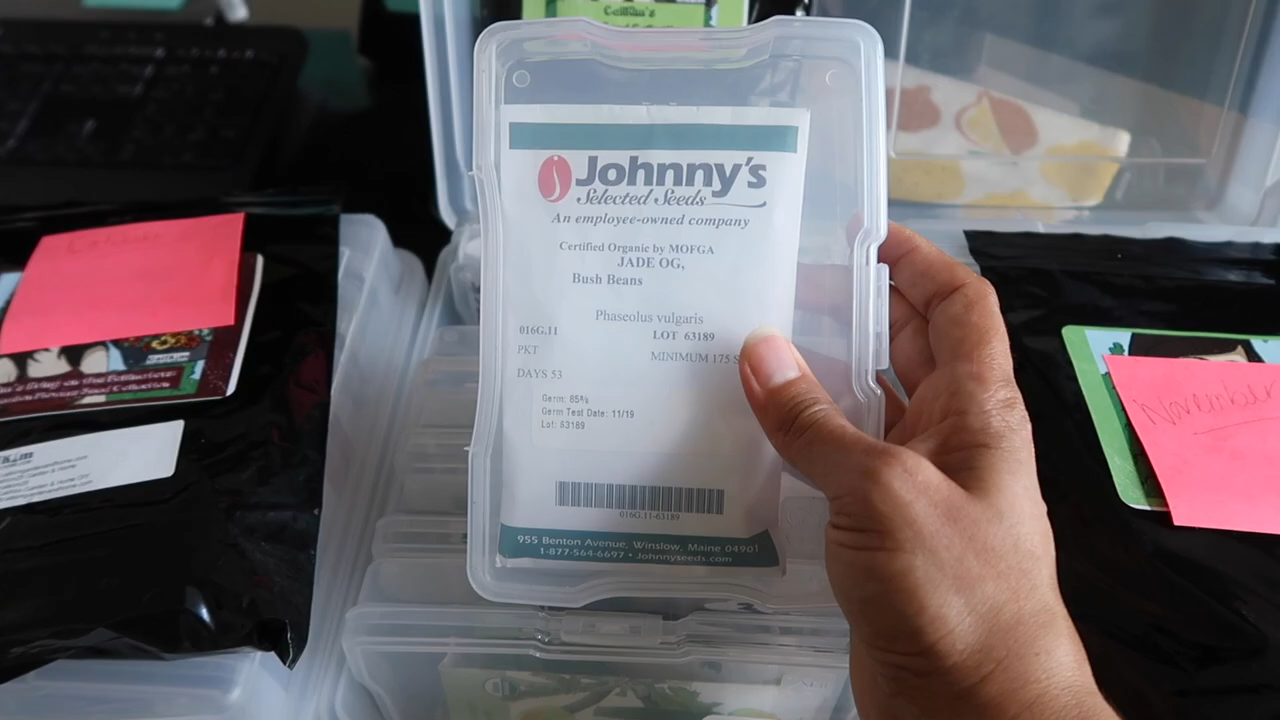 Caitlin's
Johnny's
Selected Seeds
An employee-owned company
Certified Organic by MOFGA
JADE OG,
Bush Beans
Phaseolus vulgaris
016G.11
LOT 63189
PKT
MINIMUM 175 S
DAYS 53
Germ: 85%
Germ Test Date: 11/19
Lot: 63189
016G.11-63189
955 Benton Avenue, Winslow, Maine 04901
1-877-564-6697 • Johnnyseeds.com
November